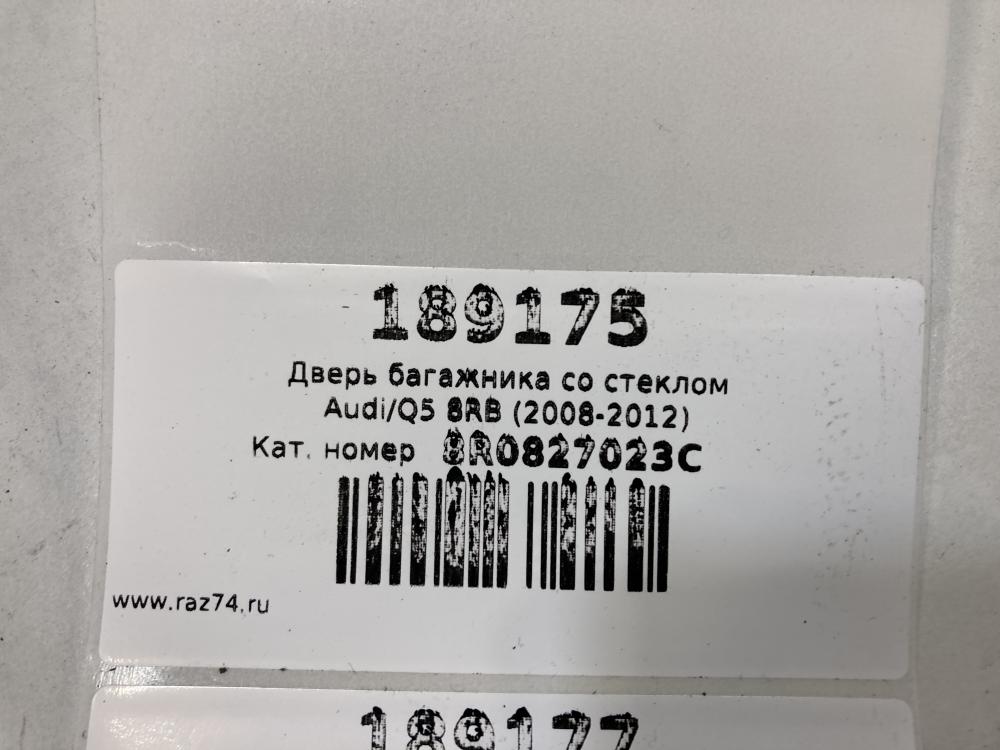 189175
Дверь багажника со стеклом
Audi/Q5 8RB (2008-2012)
Кат. номер 8R0827023C
www.raz74.ru
189177